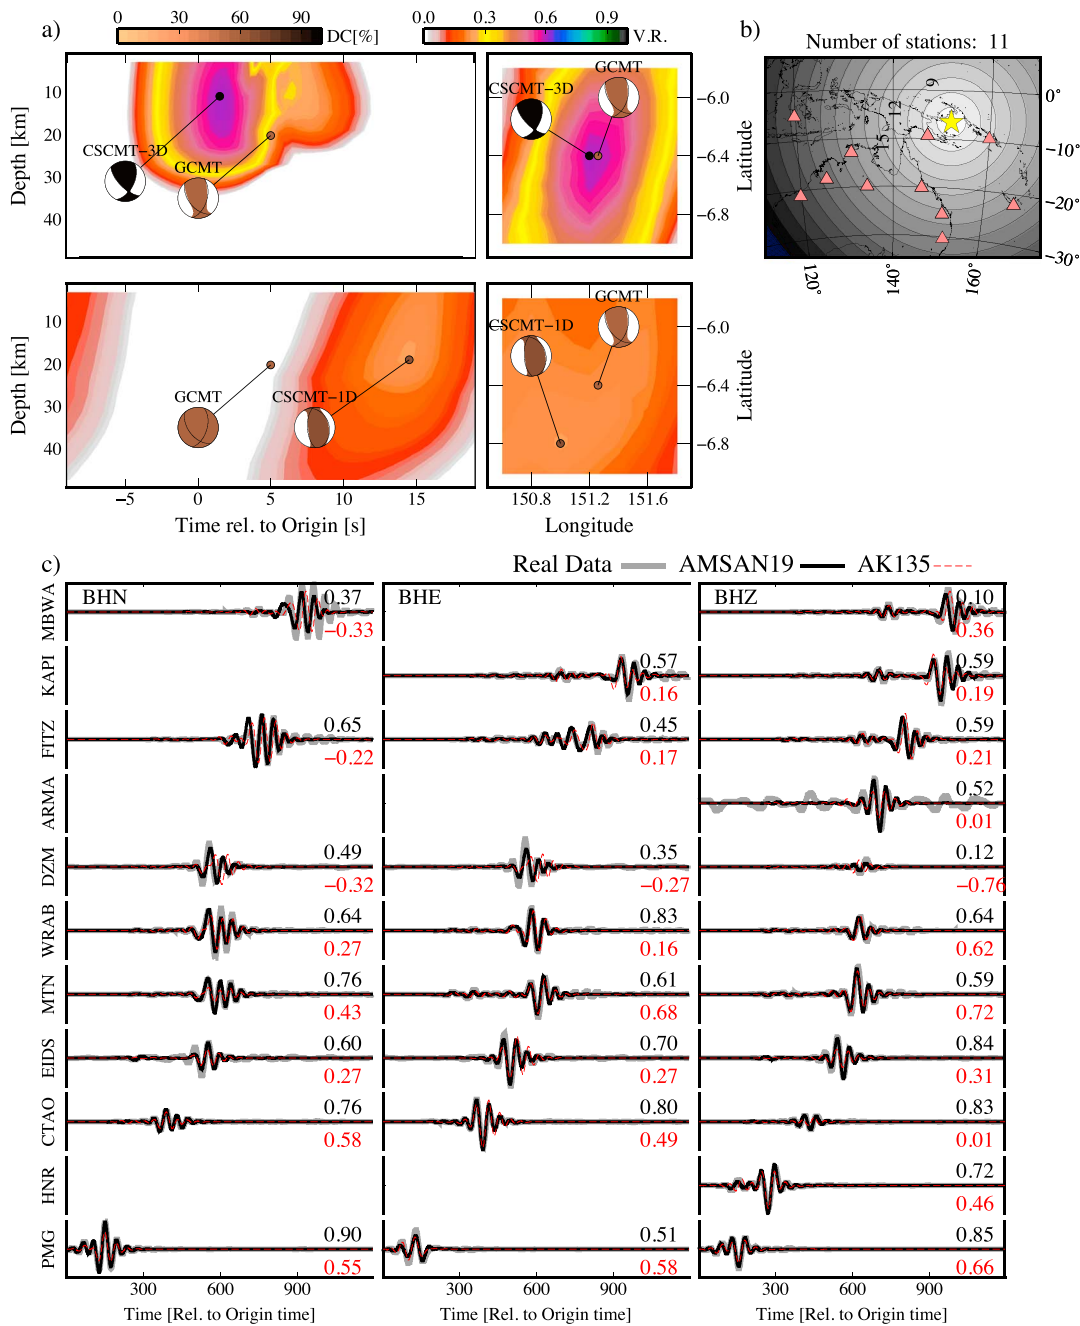 a)
0 30 60 90 DC[%]
0.0 0.3 0.6 0.9 V.R.
b)
Number of stations: 11
Depth [km]
10
20
30
40
CSCMT−3D
GCMT
CSCMT−3D
GCMT
−6.0
−6.4
−6.8
Latitude
9
12
15
0°
−10°
−20°
−30°
120°
140°
160°
Depth [km]
10
20
30
40
GCMT
CSCMT−1D
−5 0 5 10 15
Time rel. to Origin [s]
GCMT
CSCMT−1D
−6.0
−6.4
−6.8
Latitude
150.8 151.2 151.6
Longitude
c)
Real Data AMSAN19 AK135
BHN BHE BHZ
MBWA 0.37 0.10
−0.33 0.36
KAPI 0.57 0.59
0.16 0.19
FITZ 0.65 0.45 0.59
−0.22 0.17 0.21
ARMA 0.52
0.01
DZM 0.49 0.35 0.12
−0.32 −0.27 −0.76
WRAB 0.64 0.83 0.64
0.27 0.16 0.62
MTN 0.76 0.61 0.59
0.43 0.68 0.72
EIDS 0.60 0.70 0.84
0.27 0.27 0.31
CTAO 0.76 0.80 0.83
0.58 0.49 0.01
HNR 0.72
0.46
PMG 0.90 0.51 0.85
0.55 0.58 0.66
300 600 900 300 600 900 300 600 900
Time [Rel. to Origin time] Time [Rel. to Origin time] Time [Rel. to Origin time]